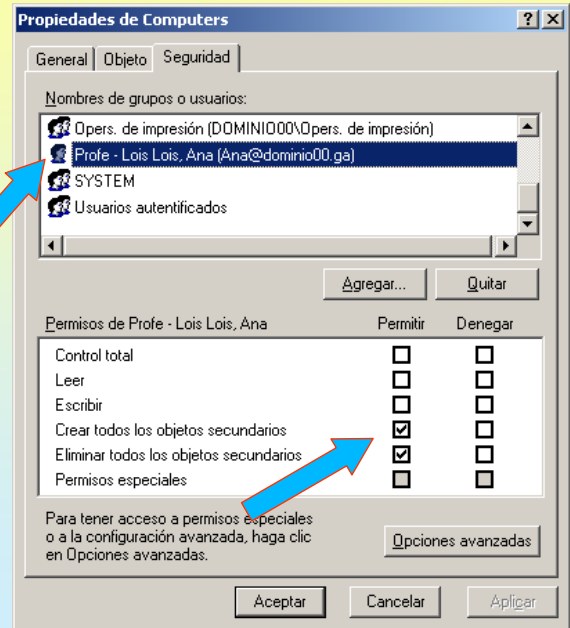 Propiedades de Computers
General Objeto Seguridad
Nombres de grupos o usuarios:
Opers. de impresión (DOMINIO00\Opers. de impresión)
Profe - Lois Lois, Ana (Ana@dominio00.ga)
SYSTEM
Usuarios autentificados
Agregar... Quitar
Permisos de Profe - Lois Lois, Ana Permitir Denegar
Control total
Leer
Escribir
Crear todos los objetos secundarios
Eliminar todos los objetos secundarios
Permisos especiales
Para tener acceso a permisos especiales
o a la configuración avanzada, haga clic
en Opciones avanzadas.
Opciones avanzadas
Aceptar Cancelar Aplicar